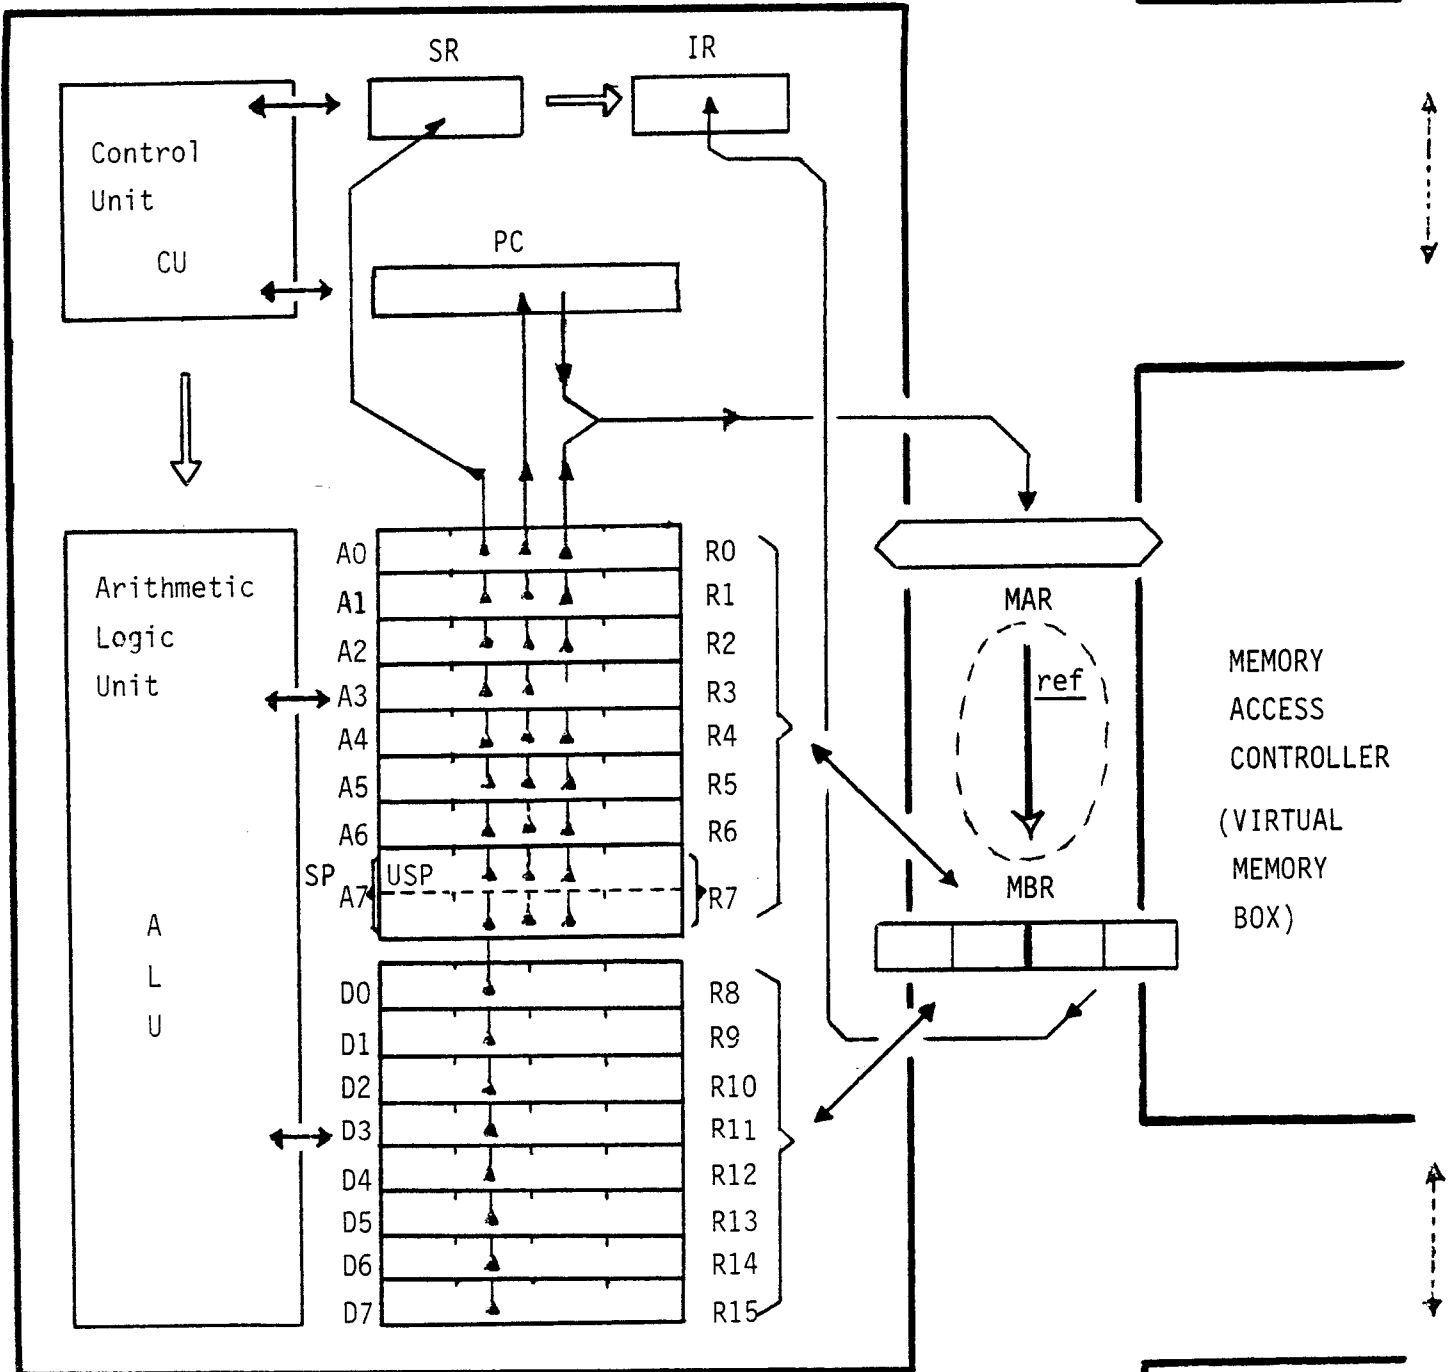 SR
IR
Control
Unit
CU
PC
Arithmetic
Logic
Unit
A
L
U
A0
A1
A2
A3
A4
A5
A6
SP
USP
A7
D0
D1
D2
D3
D4
D5
D6
D7
R0
R1
R2
R3
R4
R5
R6
R7
R8
R9
R10
R11
R12
R13
R14
R15
MAR
ref
MBR
MEMORY
ACCESS
CONTROLLER
(VIRTUAL
MEMORY
BOX)